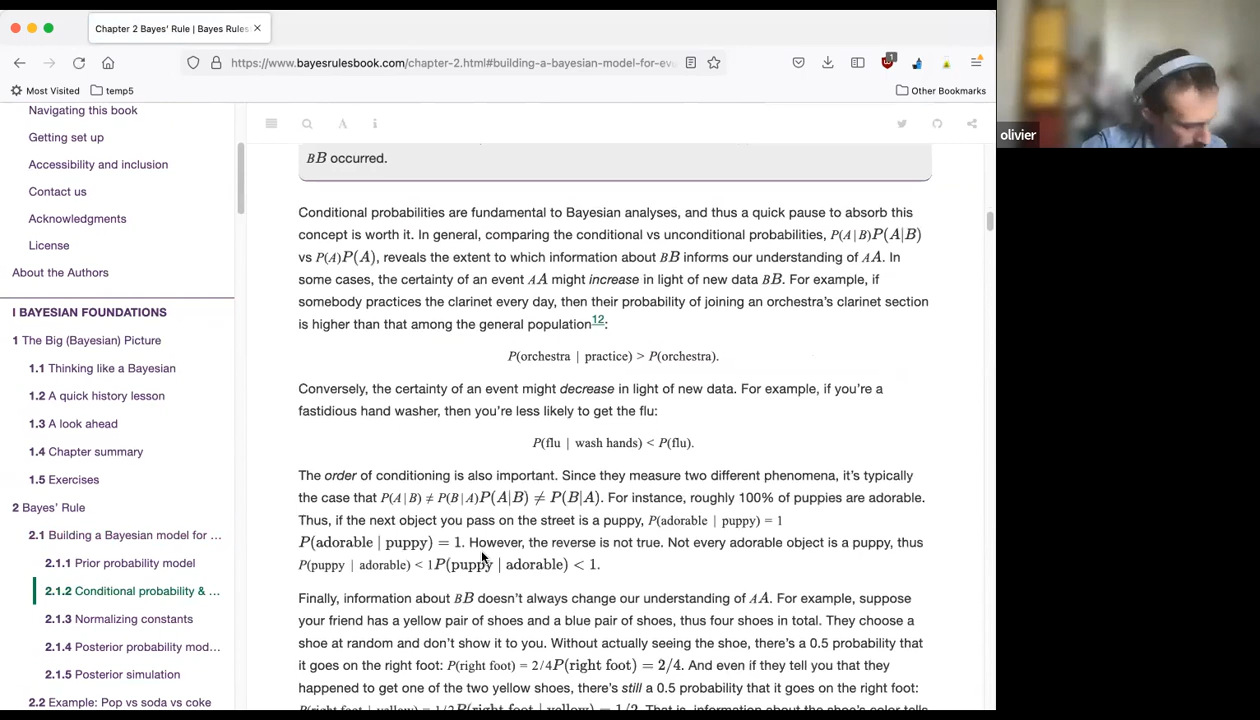 Chapter 2 Bayes' Rule | Bayes Rules
https://www.bayesrulesbook.com/chapter-2.html#building-a-bayesian-model-for-eve
Most Visited
temp5
Other Bookmarks
olivier
Navigating this book
Getting set up
Accessibility and inclusion
Contact us
Acknowledgments
License
About the Authors
I BAYESIAN FOUNDATIONS
1 The Big (Bayesian) Picture
1.1 Thinking like a Bayesian
1.2 A quick history lesson
1.3 A look ahead
1.4 Chapter summary
1.5 Exercises
2 Bayes' Rule
2.1 Building a Bayesian model for ...
2.1.1 Prior probability model
2.1.2 Conditional probability & ...
2.1.3 Normalizing constants
2.1.4 Posterior probability mod...
2.1.5 Posterior simulation
2.2 Example: Pop vs soda vs coke
BB occurred.
Conditional probabilities are fundamental to Bayesian analyses, and thus a quick pause to absorb this
concept is worth it. In general, comparing the conditional vs unconditional probabilities, P(A | B)P(A|B)
vs P(A)P(A), reveals the extent to which information about BB informs our understanding of AA. In
some cases, the certainty of an event AA might increase in light of new data BB. For example, if
somebody practices the clarinet every day, then their probability of joining an orchestra's clarinet section
is higher than that among the general population12:
P(orchestra | practice) > P(orchestra).
Conversely, the certainty of an event might decrease in light of new data. For example, if you're a
fastidious hand washer, then you're less likely to get the flu:
P(flu | wash hands) < P(flu).
The order of conditioning is also important. Since they measure two different phenomena, it's typically
the case that P(A | B) ≠ P(B | A)P(A|B) ≠ P(B|A). For instance, roughly 100% of puppies are adorable.
Thus, if the next object you pass on the street is a puppy, P(adorable | puppy) = 1
P(adorable | puppy) = 1. However, the reverse is not true. Not every adorable object is a puppy, thus
P(puppy | adorable) < 1P(puppy | adorable) < 1.
Finally, information about BB doesn't always change our understanding of AA. For example, suppose
your friend has a yellow pair of shoes and a blue pair of shoes, thus four shoes in total. They choose a
shoe at random and don't show it to you. Without actually seeing the shoe, there's a 0.5 probability that
it goes on the right foot: P(right foot) = 2/4P(right foot) = 2/4. And even if they tell you that they
happened to get one of the two yellow shoes, there's still a 0.5 probability that it goes on the right foot:
P(right foot | yellow) = 1/2P(right foot | yellow) = 1/2. That is, information about the shoe's color tells